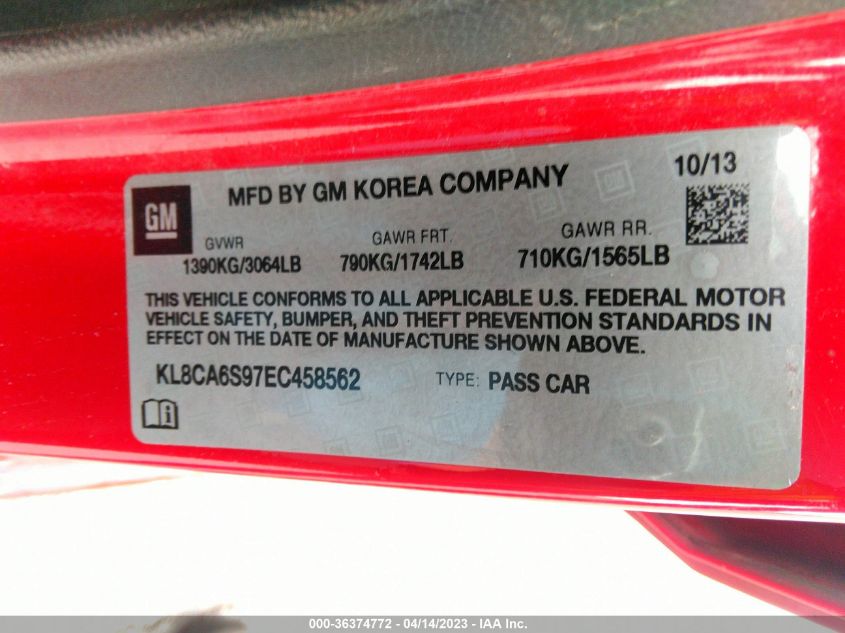 MFD BY GM KOREA COMPANY 10/13
GM
GVWR GAWR FRT. GAWR RR.
1390KG/3064LB 790KG/1742LB 710KG/1565LB
THIS VEHICLE CONFORMS TO ALL APPLICABLE U.S. FEDERAL MOTOR
VEHICLE SAFETY, BUMPER, AND THEFT PREVENTION STANDARDS IN
EFFECT ON THE DATE OF MANUFACTURE SHOWN ABOVE.
KL8CA6S97EC458562 TYPE: PASS CAR
000-36374772 - 04/14/2023 - IAA Inc.